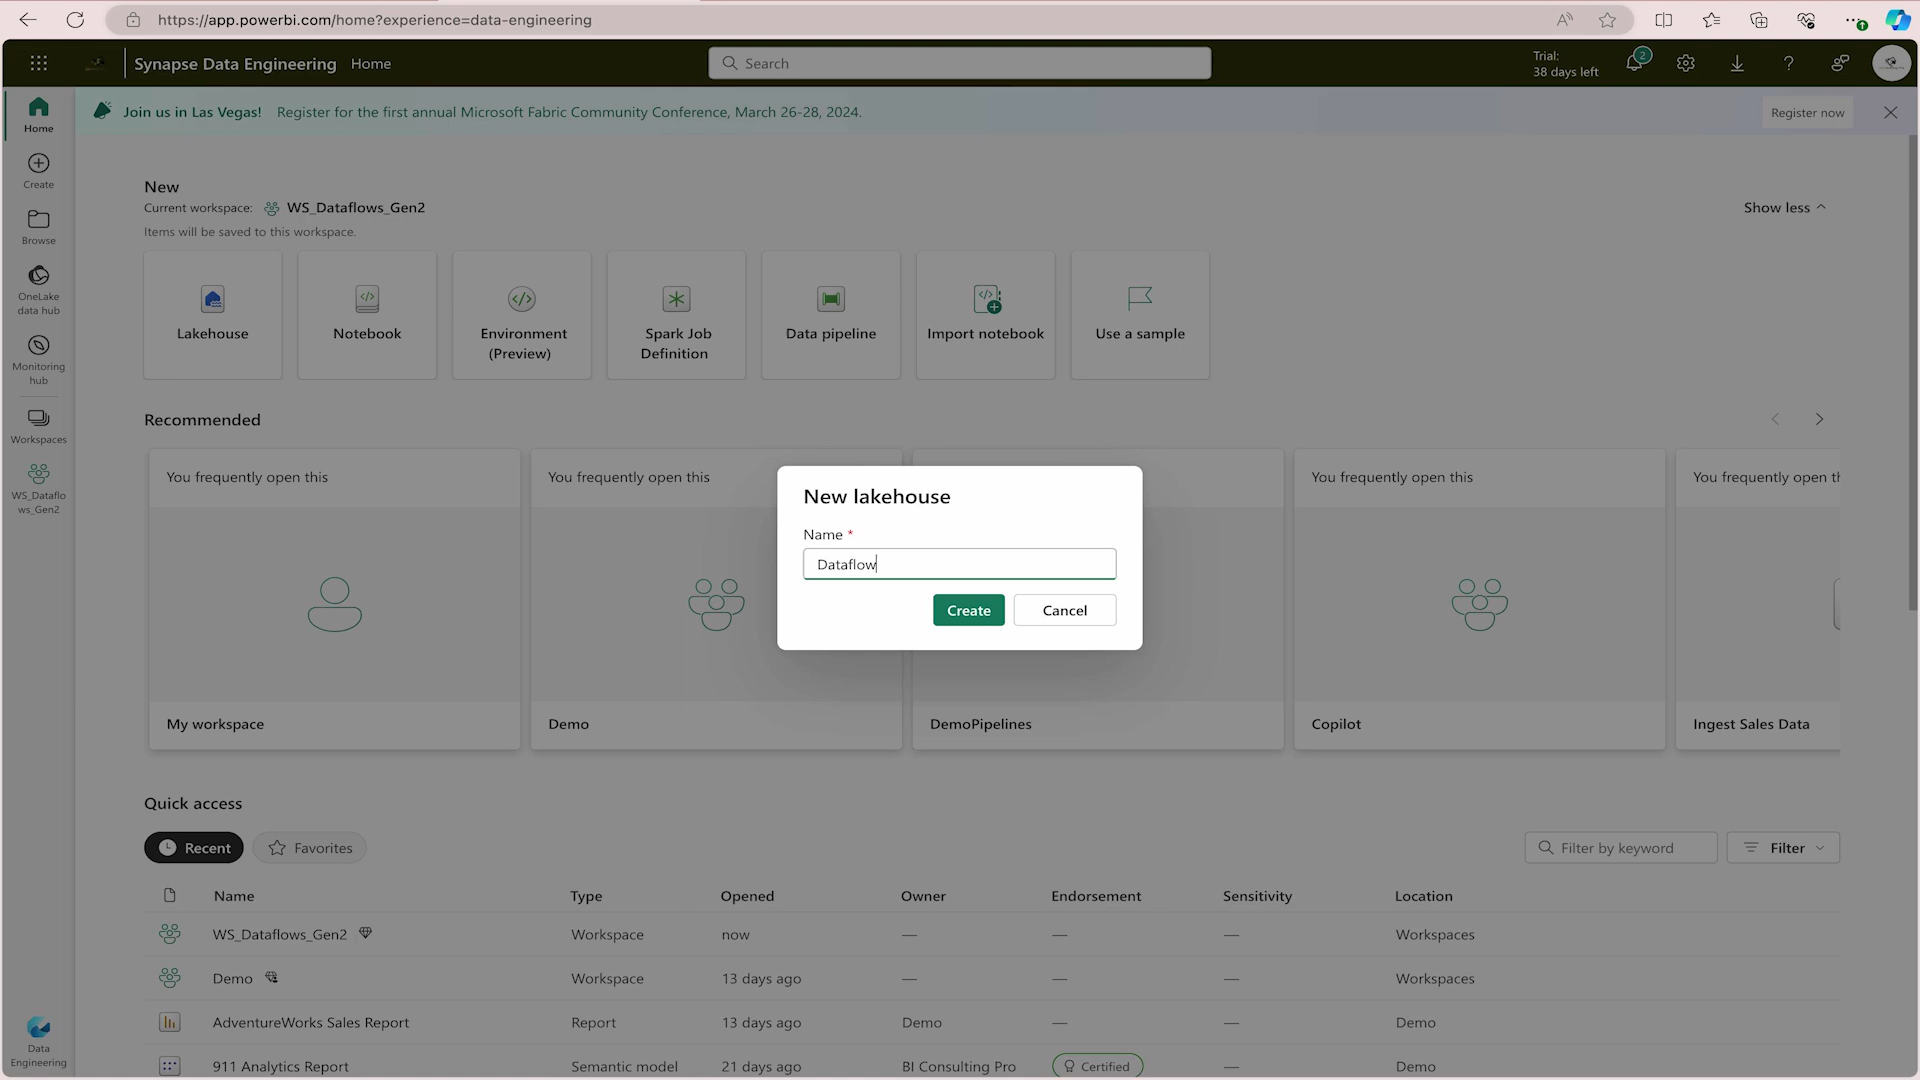 https://app.powerbi.com/home?experience=data-engineering
Synapse Data Engineering
Home
Search
Trial:
38 days left
2
Join us in Las Vegas! Register for the first annual Microsoft Fabric Community Conference, March 26-28, 2024.
Register now
Home
Create
Browse
OneLake
data hub
Monitoring
hub
Workspaces
WS_Dataflo
ws_Gen2
Data
Engineering
New
Current workspace: WS_Dataflows_Gen2
Show less
Items will be saved to this workspace.
Lakehouse
Notebook
Environment
(Preview)
Spark Job
Definition
Data pipeline
Import notebook
Use a sample
Recommended
You frequently open this
You frequently open this
You frequently open this
You frequently open th
My workspace
Demo
DemoPipelines
Copilot
Ingest Sales Data
New lakehouse
Name *
Dataflow
Create
Cancel
Quick access
Recent
Favorites
Filter by keyword
Filter
Name Type Opened Owner Endorsement Sensitivity Location
WS_Dataflows_Gen2 Workspace now — — — Workspaces
Demo Workspace 13 days ago — — — Workspaces
AdventureWorks Sales Report Report 13 days ago Demo — — Demo
911 Analytics Report Semantic model 21 days ago BI Consulting Pro Certified — Demo